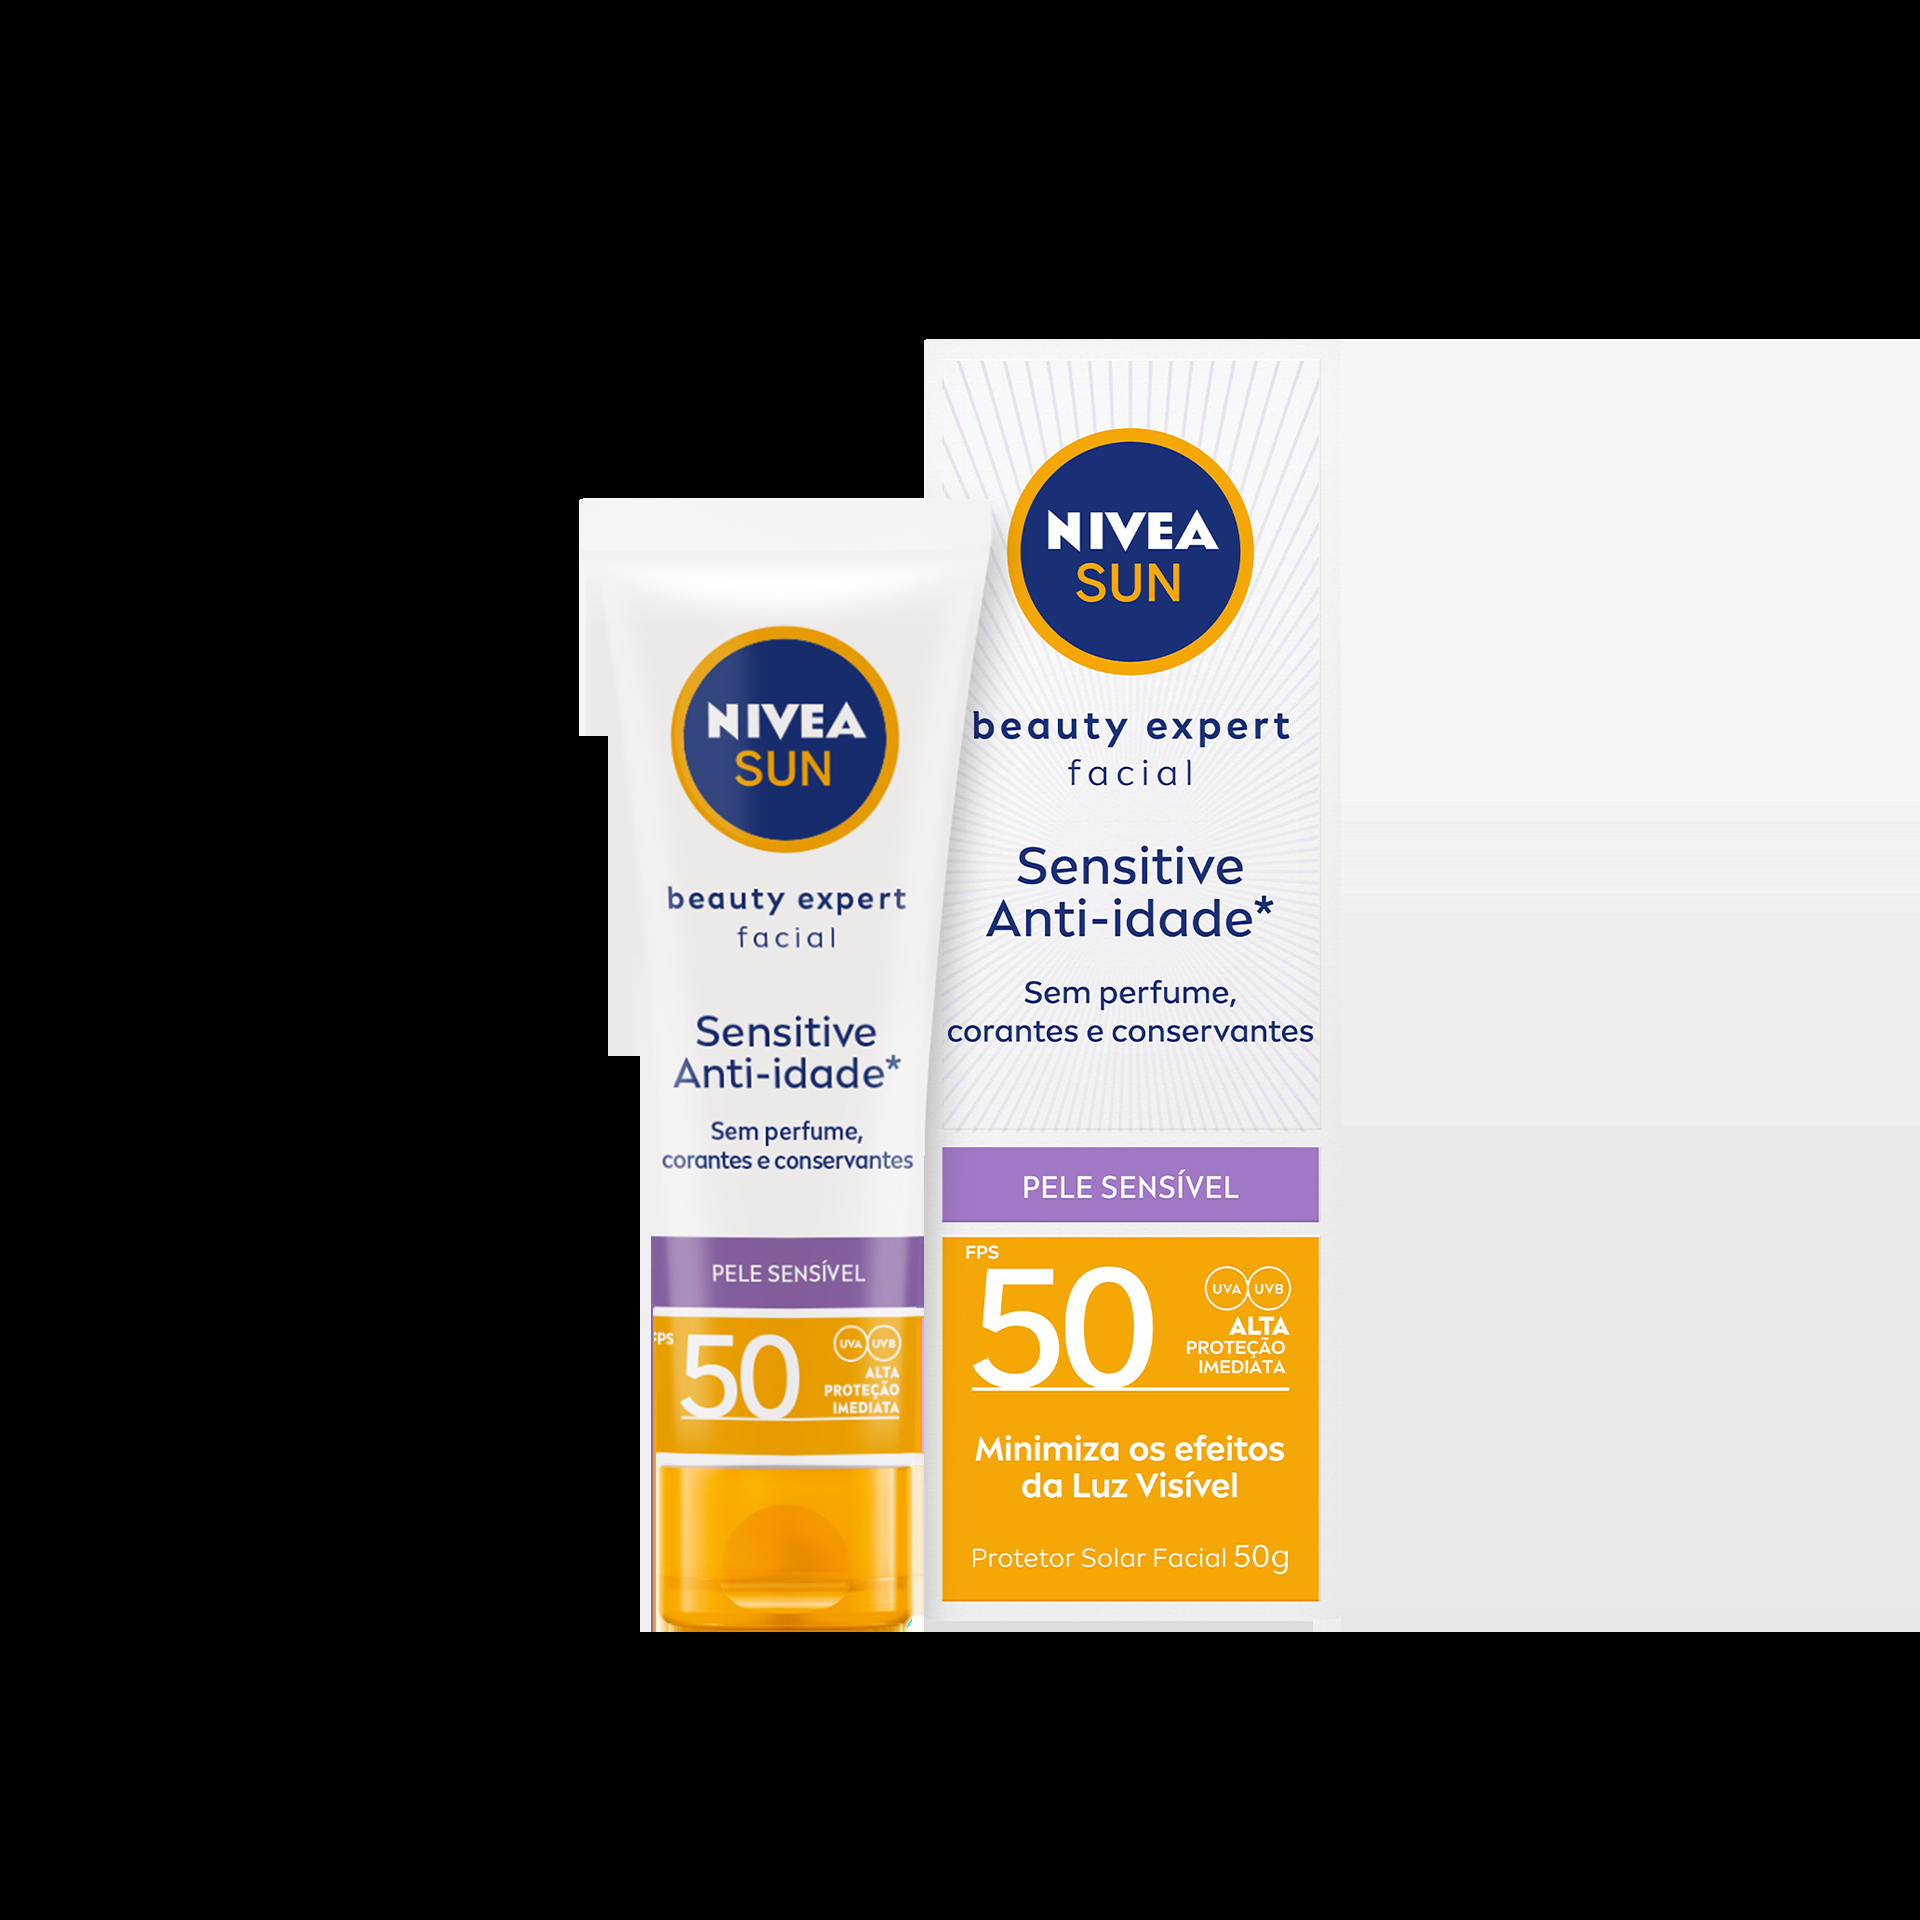 NIVEA
SUN
beauty expert
facial
Sensitive
Anti-idade*
Sem perfume,
corantes e conservantes
PELE SENSÍVEL
FPS
50
UVA UVB
ALTA
PROTEÇÃO
IMEDIATA
NIVEA
SUN
beauty expert
facial
Sensitive
Anti-idade*
Sem perfume,
corantes e conservantes
PELE SENSÍVEL
FPS
50
UVA UVB
ALTA
PROTEÇÃO
IMEDIATA
Minimiza os efeitos
da Luz Visível
Protetor Solar Facial 50g